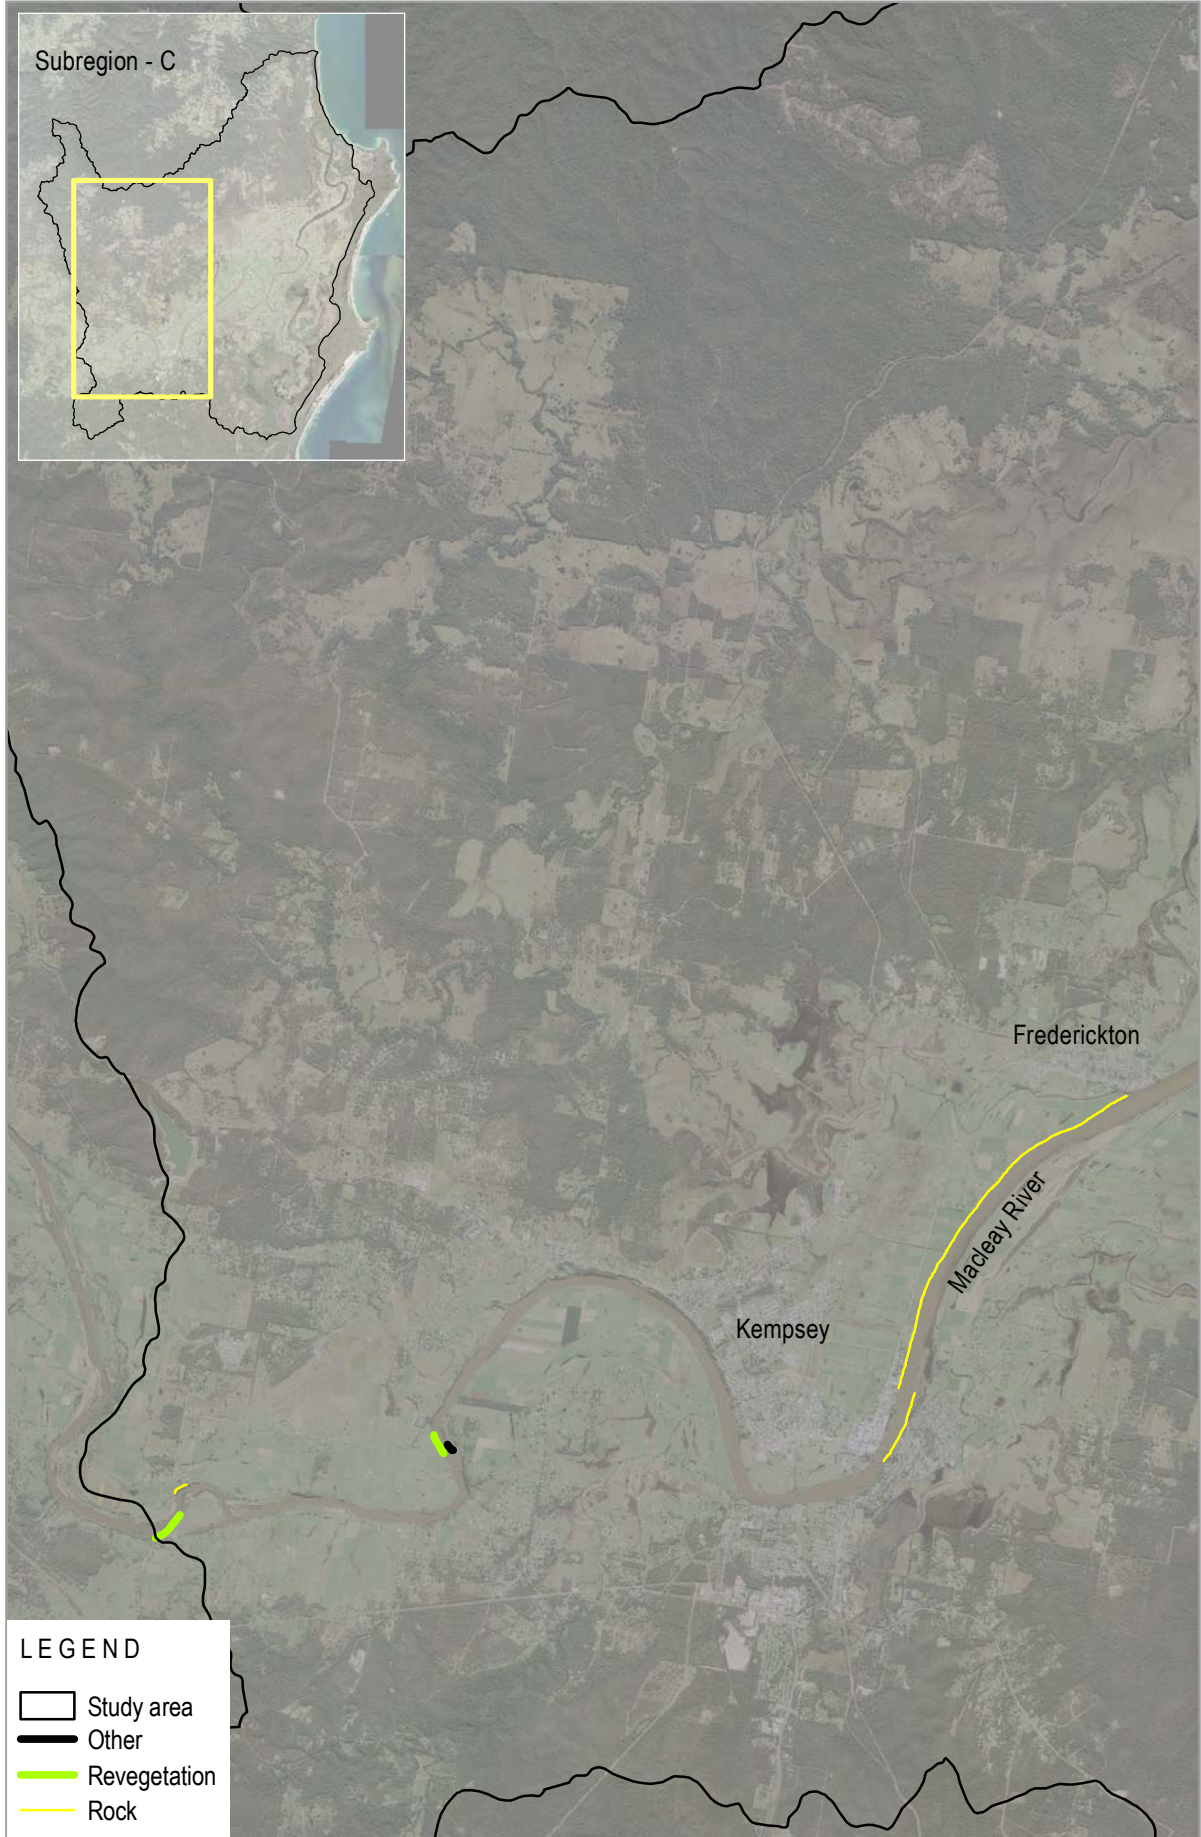 Subregion - C
Frederickton
Macleay River
Kempsey
LEGEND
Study area
Other
Revegetation
Rock